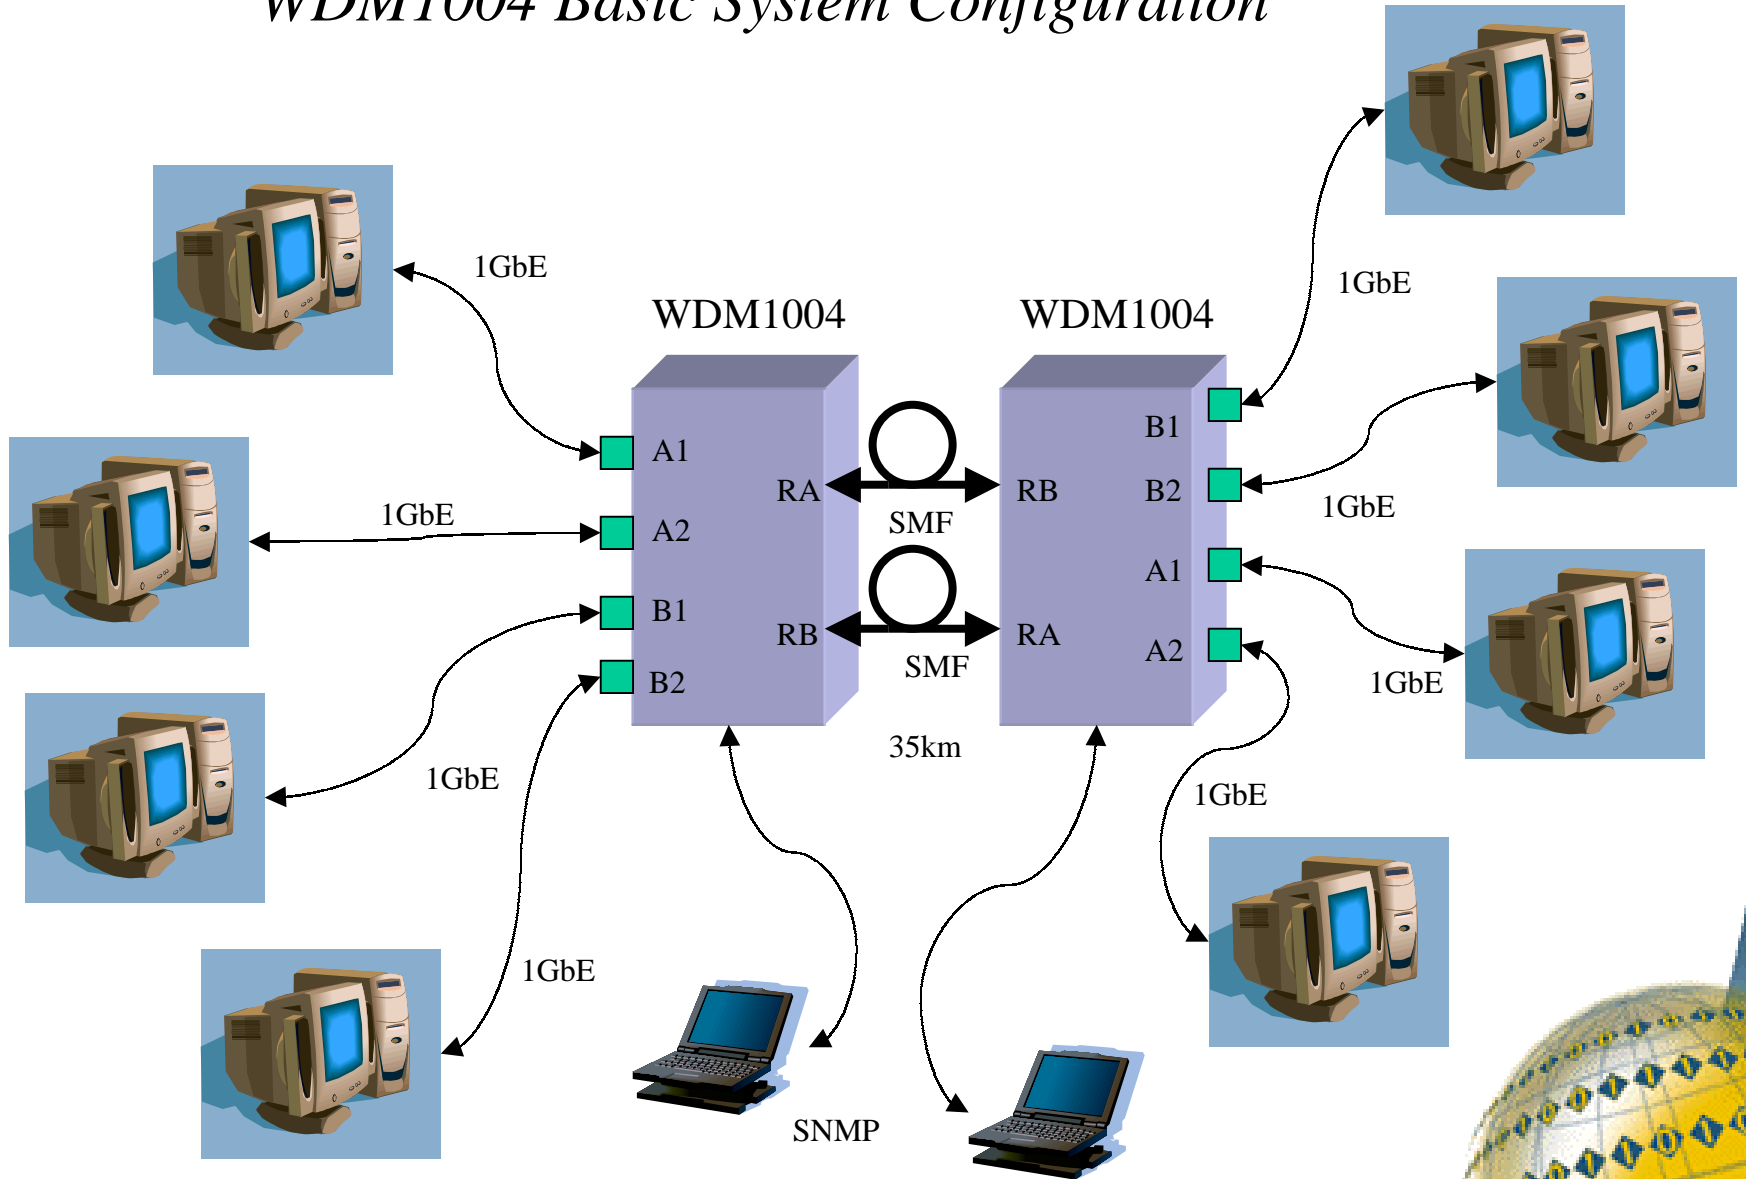 WDM1004 Basic System Configuration
1GbE
1GbE
WDM1004
WDM1004
A1
B1
RA
RB
B2
1GbE
SMF
1GbE
A2
A1
B1
RB
RA
A2
SMF
B2
1GbE
35km
1GbE
1GbE
1GbE
SNMP